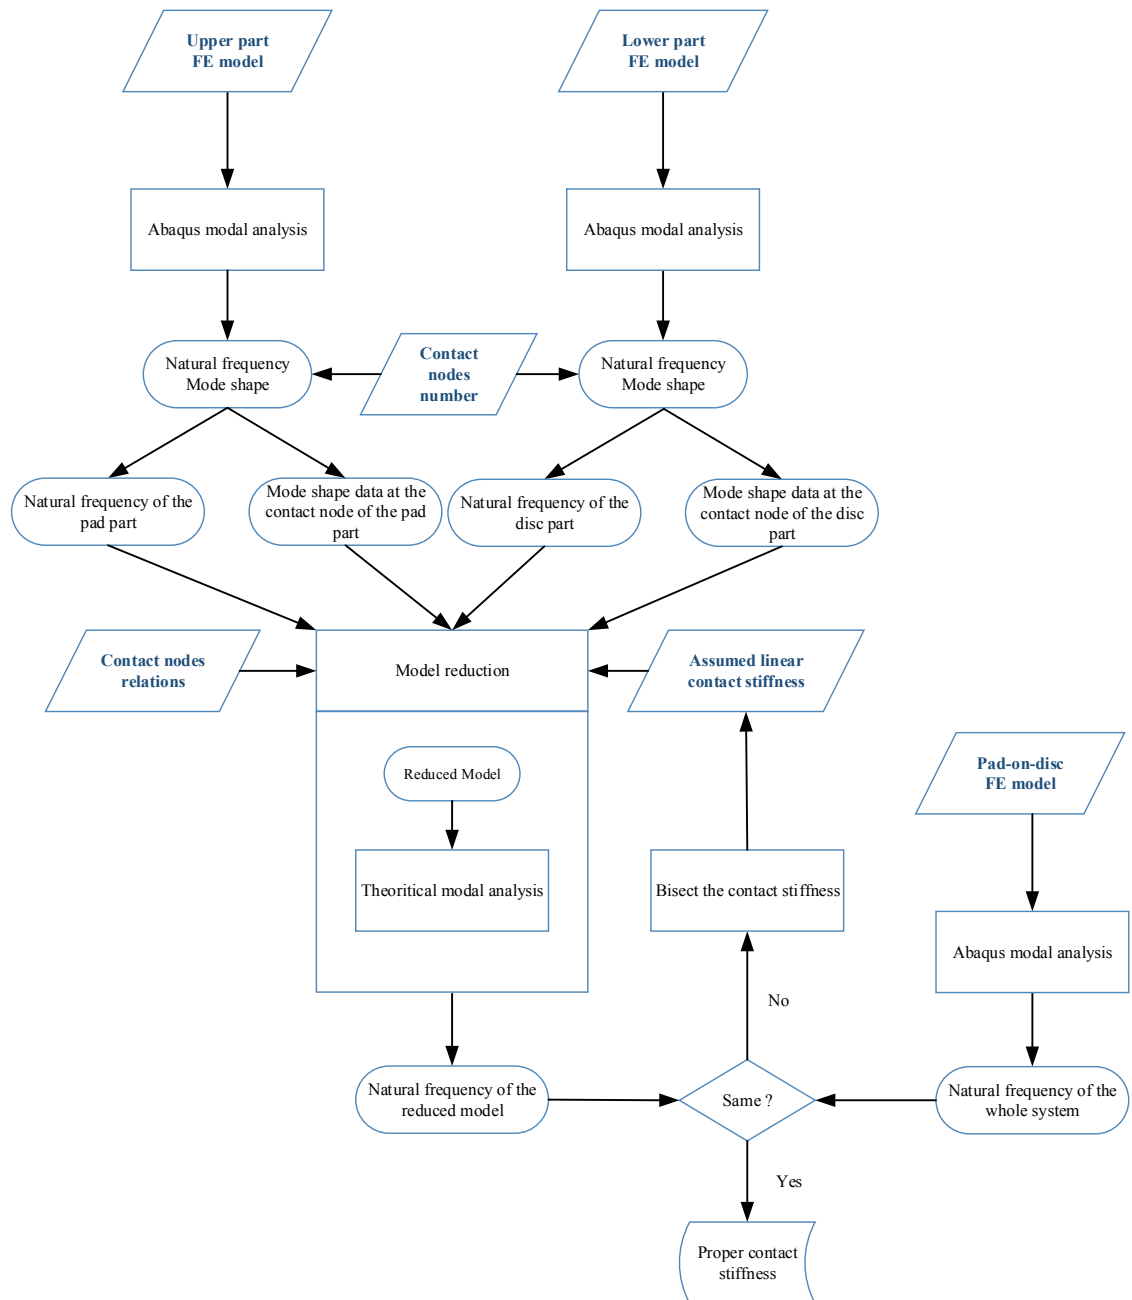 Upper part
FE model
Lower part
FE model
Abaqus modal analysis
Abaqus modal analysis
Natural frequency
Mode shape
Contact
nodes
number
Natural frequency
Mode shape
Natural frequency of the
pad part
Mode shape data at the
contact node of the pad
part
Natural frequency of the
disc part
Mode shape data at the
contact node of the disc
part
Contact nodes
relations
Model reduction
Assumed linear
contact stiffness
Reduced Model
Pad-on-disc
FE model
Theoritical modal analysis
Bisect the contact stiffness
Abaqus modal analysis
No
Natural frequency of the
reduced model
Same ?
Natural frequency of the
whole system
Yes
Proper contact
stiffness